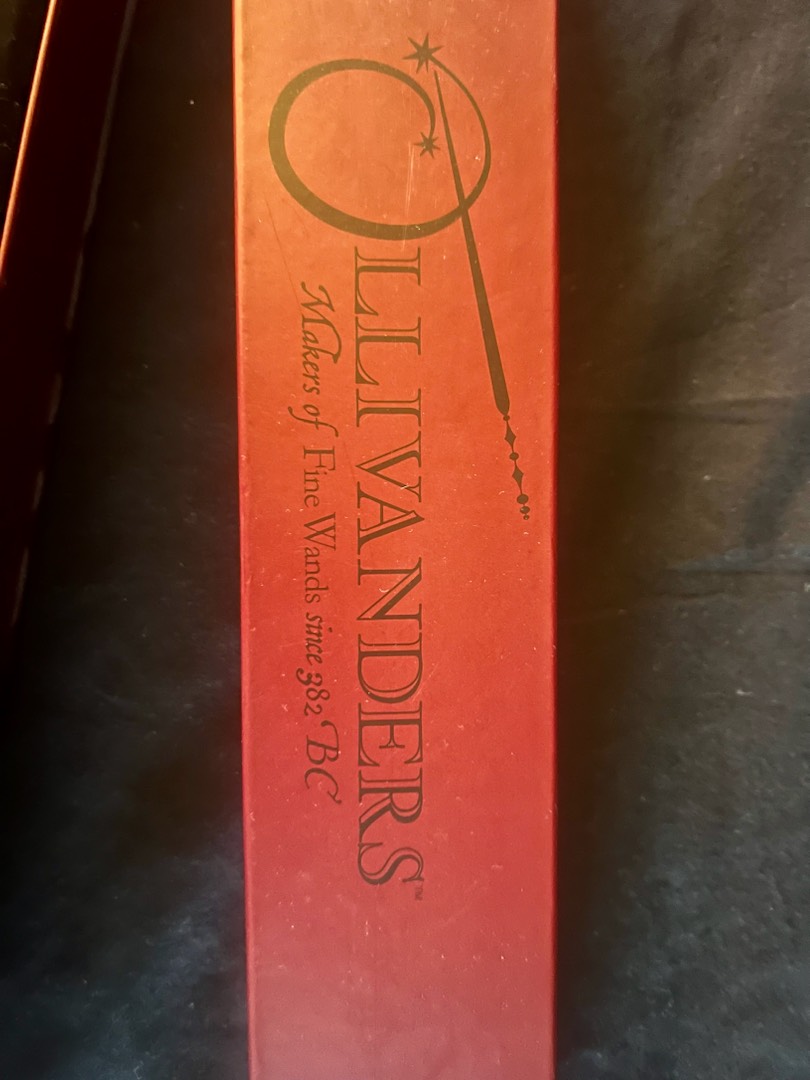 OLLIVANDERS™
Makers of Fine Wands since 382 BC